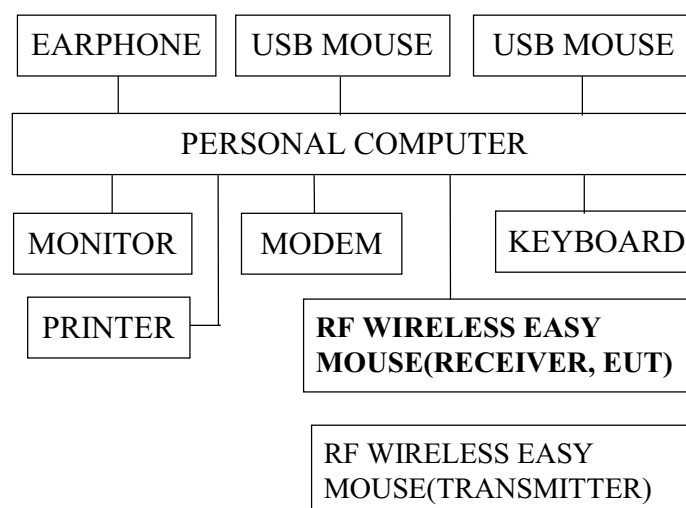 EARPHONE
USB MOUSE
USB MOUSE
PERSONAL COMPUTER
MONITOR
MODEM
KEYBOARD
PRINTER
RF WIRELESS EASY
MOUSE(RECEIVER, EUT)
RF WIRELESS EASY
MOUSE(TRANSMITTER)